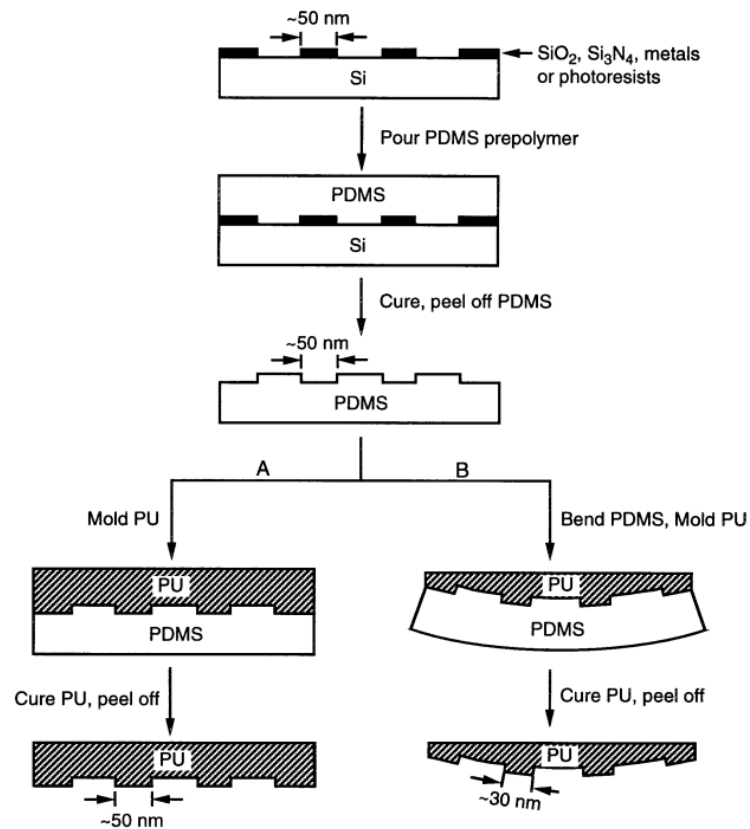 ~50 nm
SiO2, Si3N4, metals
or photoresists
Si
Pour PDMS prepolymer
PDMS
Si
Cure, peel off PDMS
~50 nm
PDMS
A
B
Mold PU
Bend PDMS, Mold PU
PU
PU
PDMS
PDMS
Cure PU, peel off
Cure PU, peel off
PU
PU
~50 nm
~30 nm